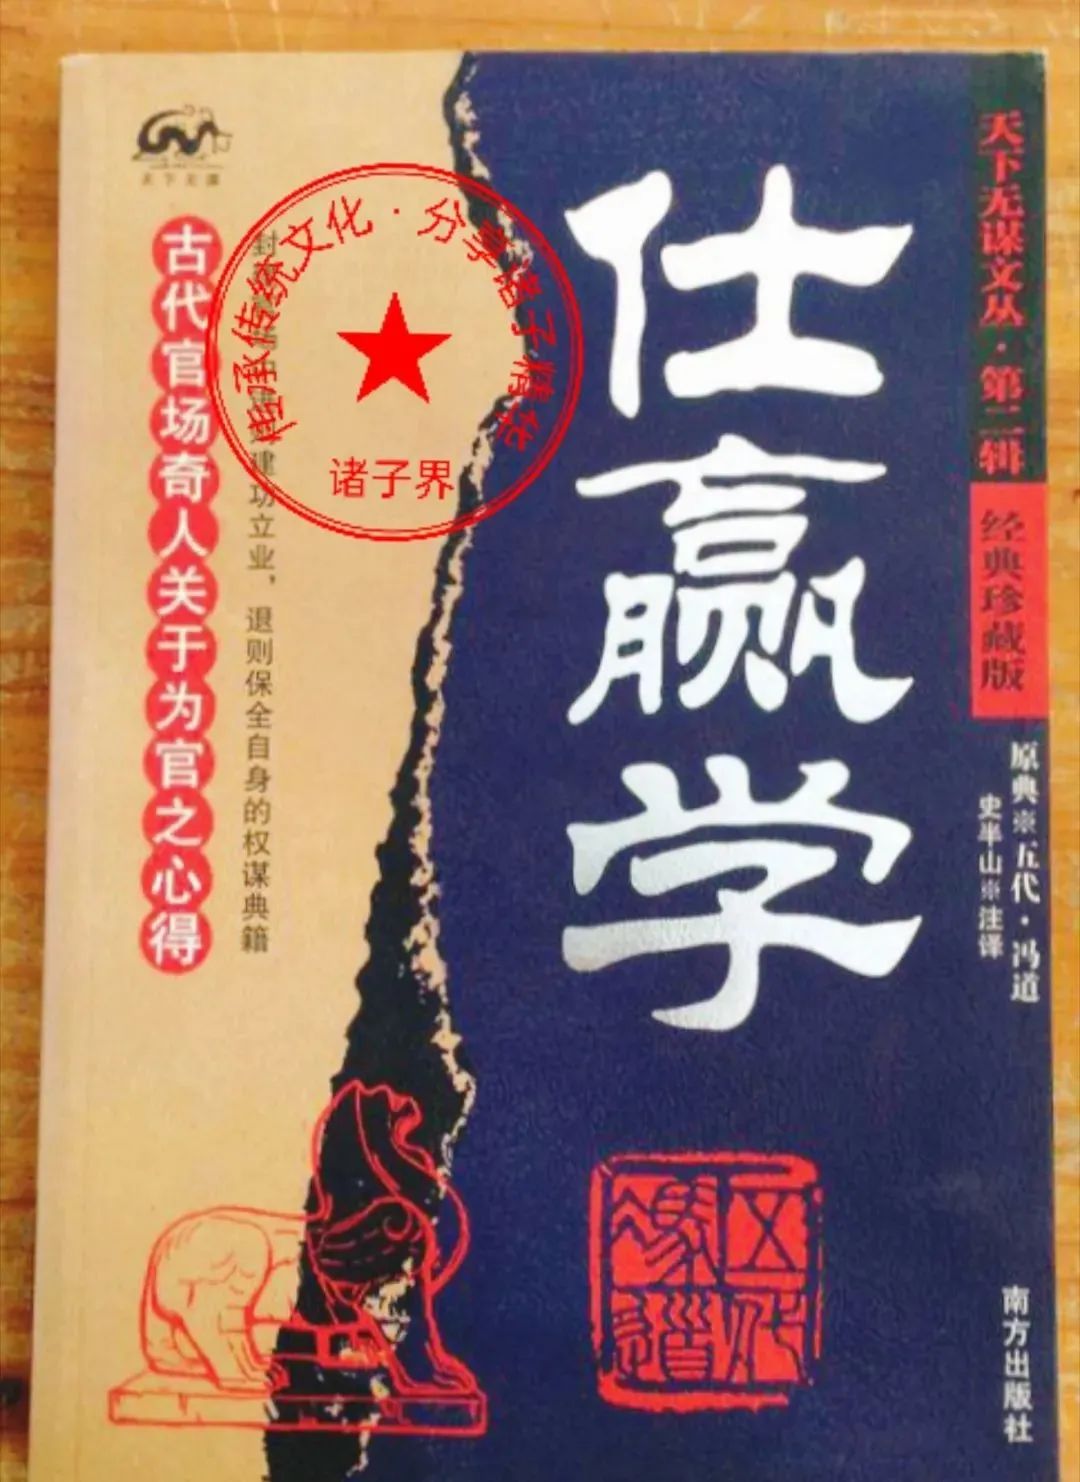 天下无谋
古代官场奇人关于为官之心得
建功立业，退则保全自身的权谋典籍
传承传统文化·分享诸子精华
诸子界
仕赢学
天下无谋文丛·第二辑
经典珍藏版
原典※五代·冯道
史半山※注译
五代
冯道
南方出版社